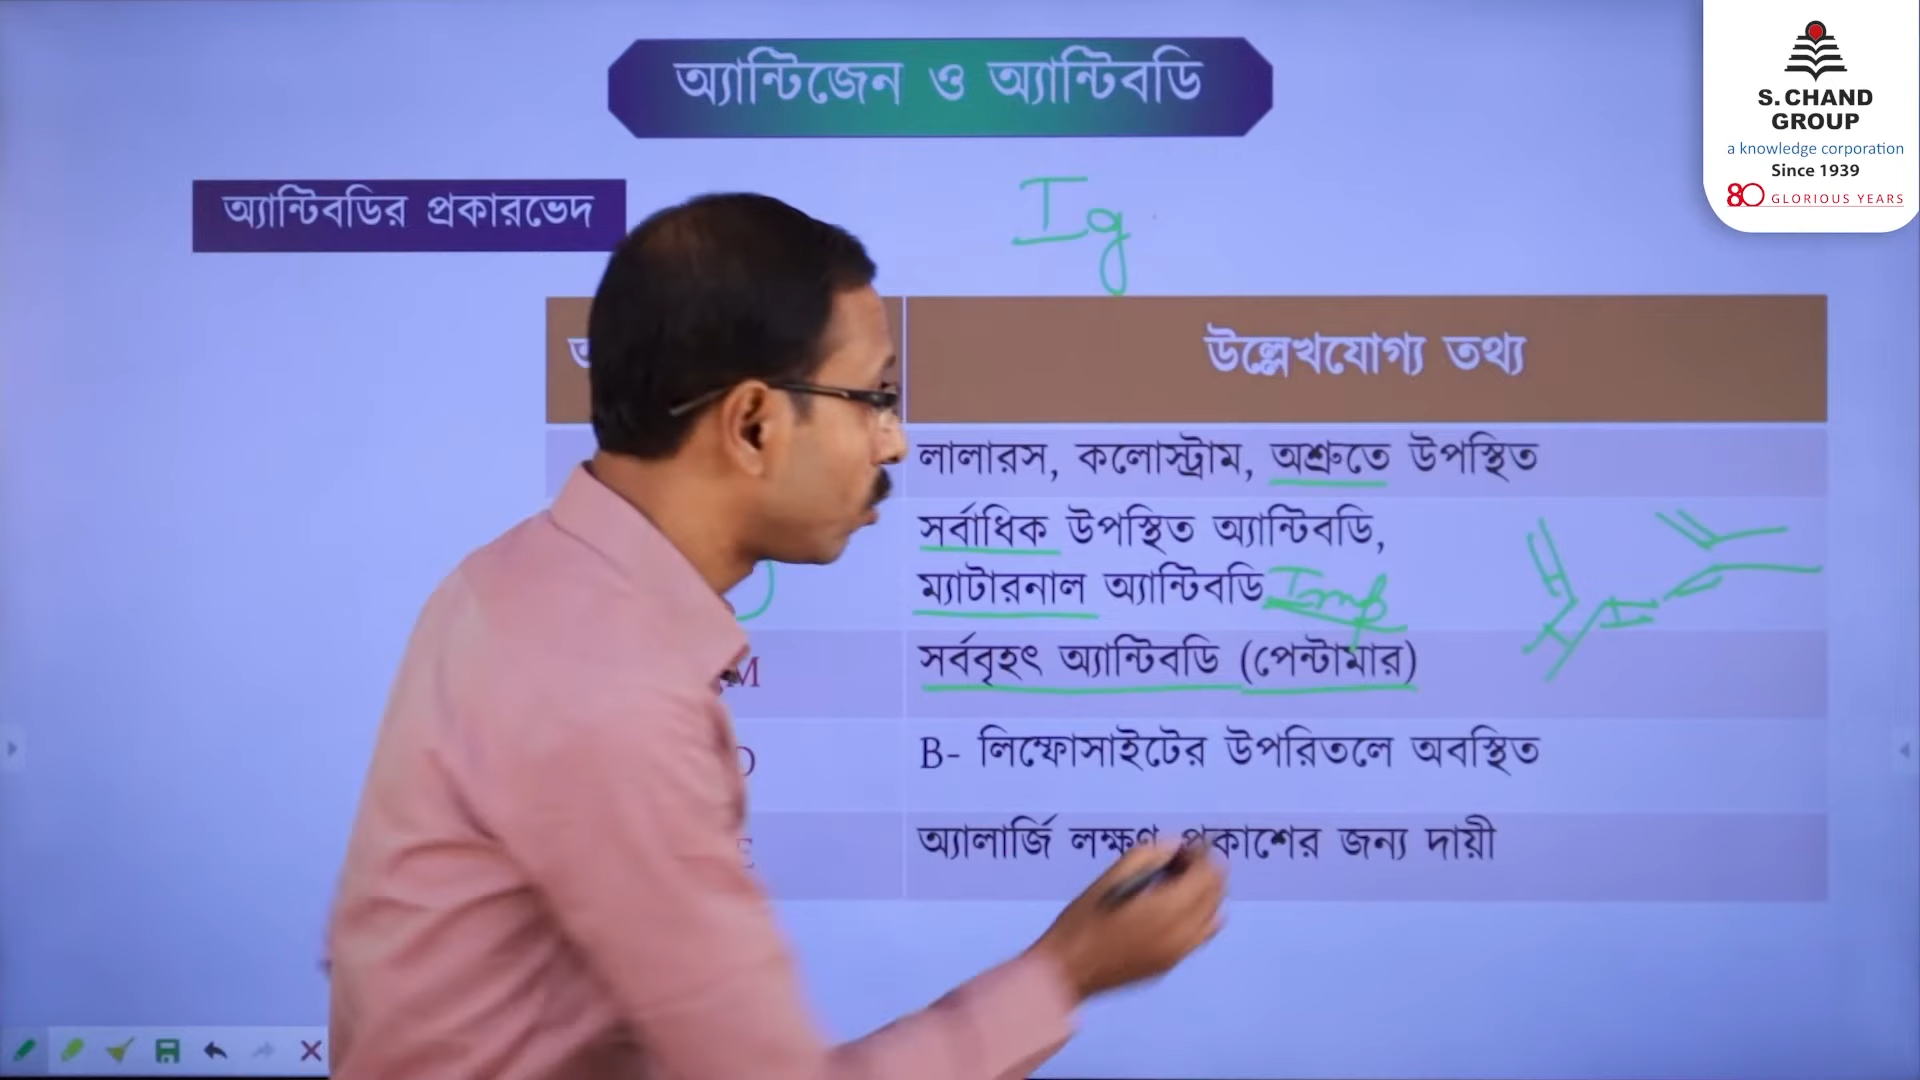 অ্যান্টিজেন ও অ্যান্টিবডি
S. CHAND
GROUP
a knowledge corporation
Since 1939
80 GLORIOUS YEARS
অ্যান্টিবডির প্রকারভেদ
Ig
উল্লেখযোগ্য তথ্য
লালারস, কলোস্ট্রাম, অশ্রুতে উপস্থিত
সর্বাধিক উপস্থিত অ্যান্টিবডি,
ম্যাটারনাল অ্যান্টিবডি Imp
M
সর্ববৃহৎ অ্যান্টিবডি (পেন্টামার)
D
B- লিম্ফোসাইটের উপরিতলে অবস্থিত
E
অ্যালার্জি লক্ষণ প্রকাশের জন্য দায়ী